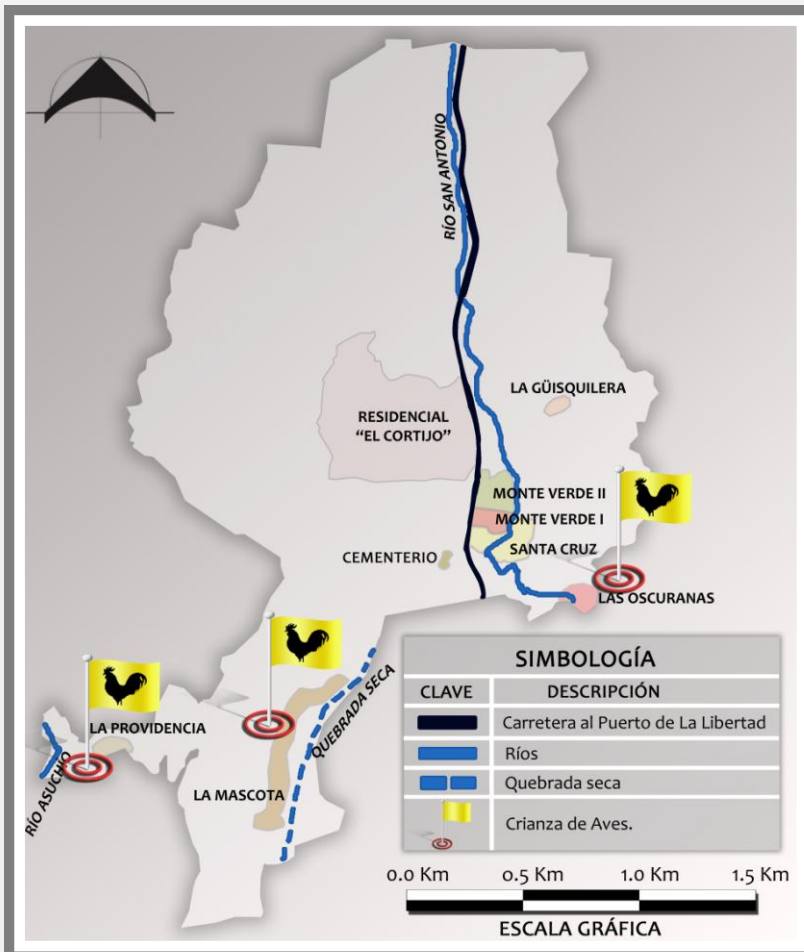 RÍO SAN ANTONIO
LA GÜISQUILERA
RESIDENCIAL
“EL CORTIJO”
MONTE VERDE II
MONTE VERDE I
SANTA CRUZ
CEMENTERIO
LAS OSCURANAS
QUEBRADA SECA
LA PROVIDENCIA
RÍO ASUCHIO
LA MASCOTA
SIMBOLOGÍA
CLAVE DESCRIPCIÓN
Carretera al Puerto de La Libertad
Ríos
Quebrada seca
Crianza de Aves.
0.0 Km 0.5 Km 1.0 Km 1.5 Km
ESCALA GRÁFICA